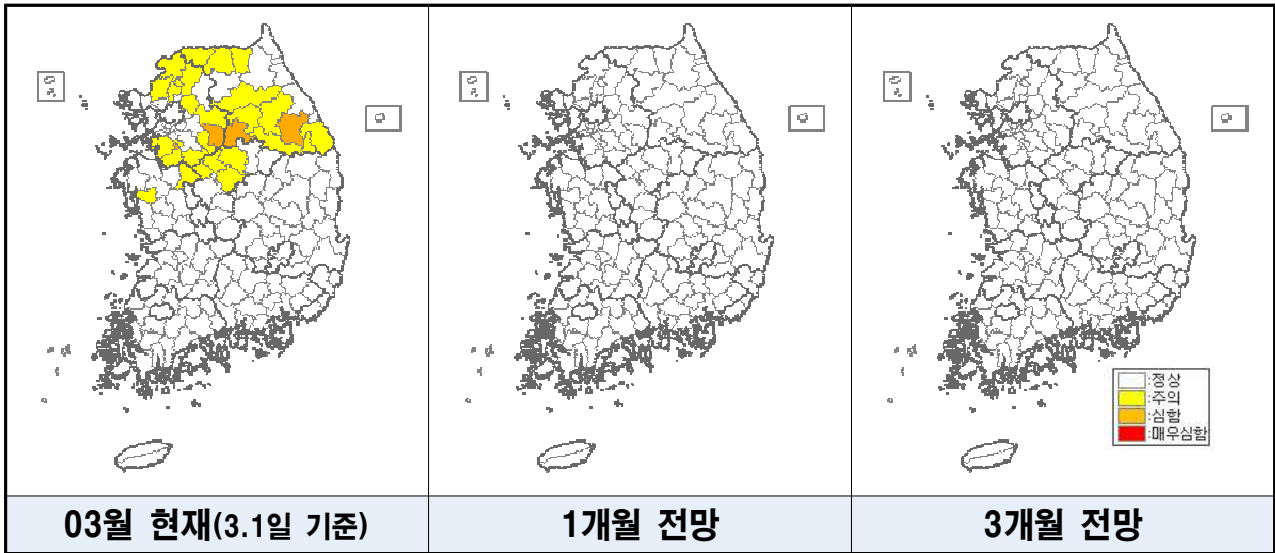 :정상
:주의
:심함
:매우심함
03월 현재(3.1일 기준)
1개월 전망
3개월 전망